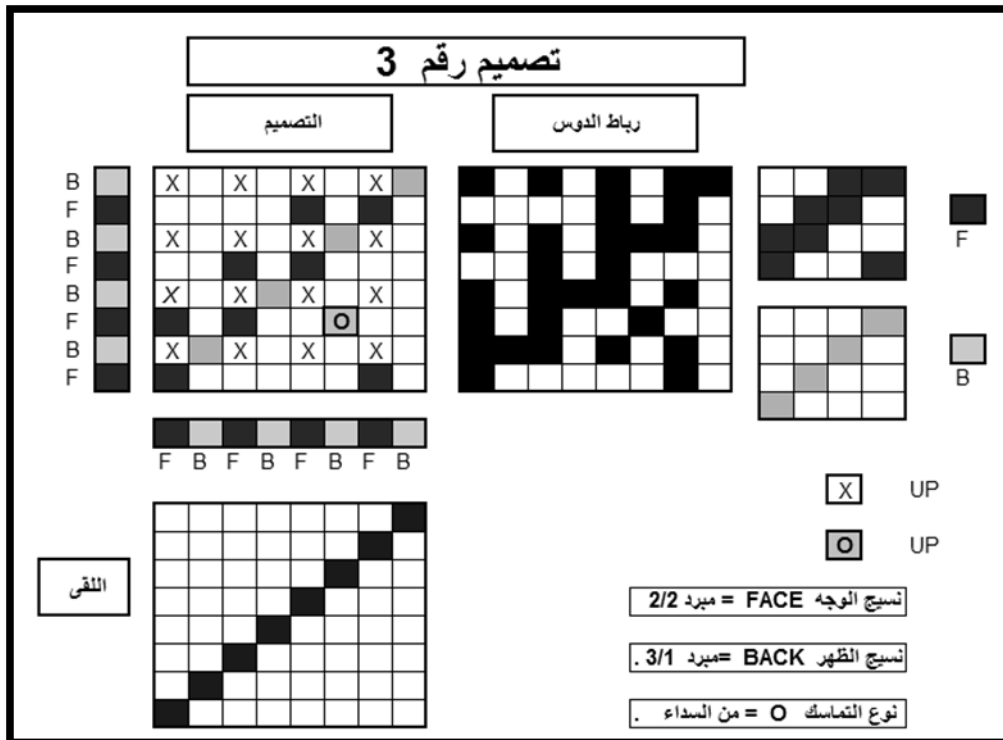 تصميم رقم 3
التصميم
رباط الدوس
B X X X X
F
B X X X X
F
B X X X X
F O
B X X X X
F
F
B
F B F B F B F B
X UP
O UP
اللقى
نسيج الوجه FACE = مبرد 2/2
نسيج الظهر BACK =مبرد 3/1 .
نوع التماسك O = من السداء .